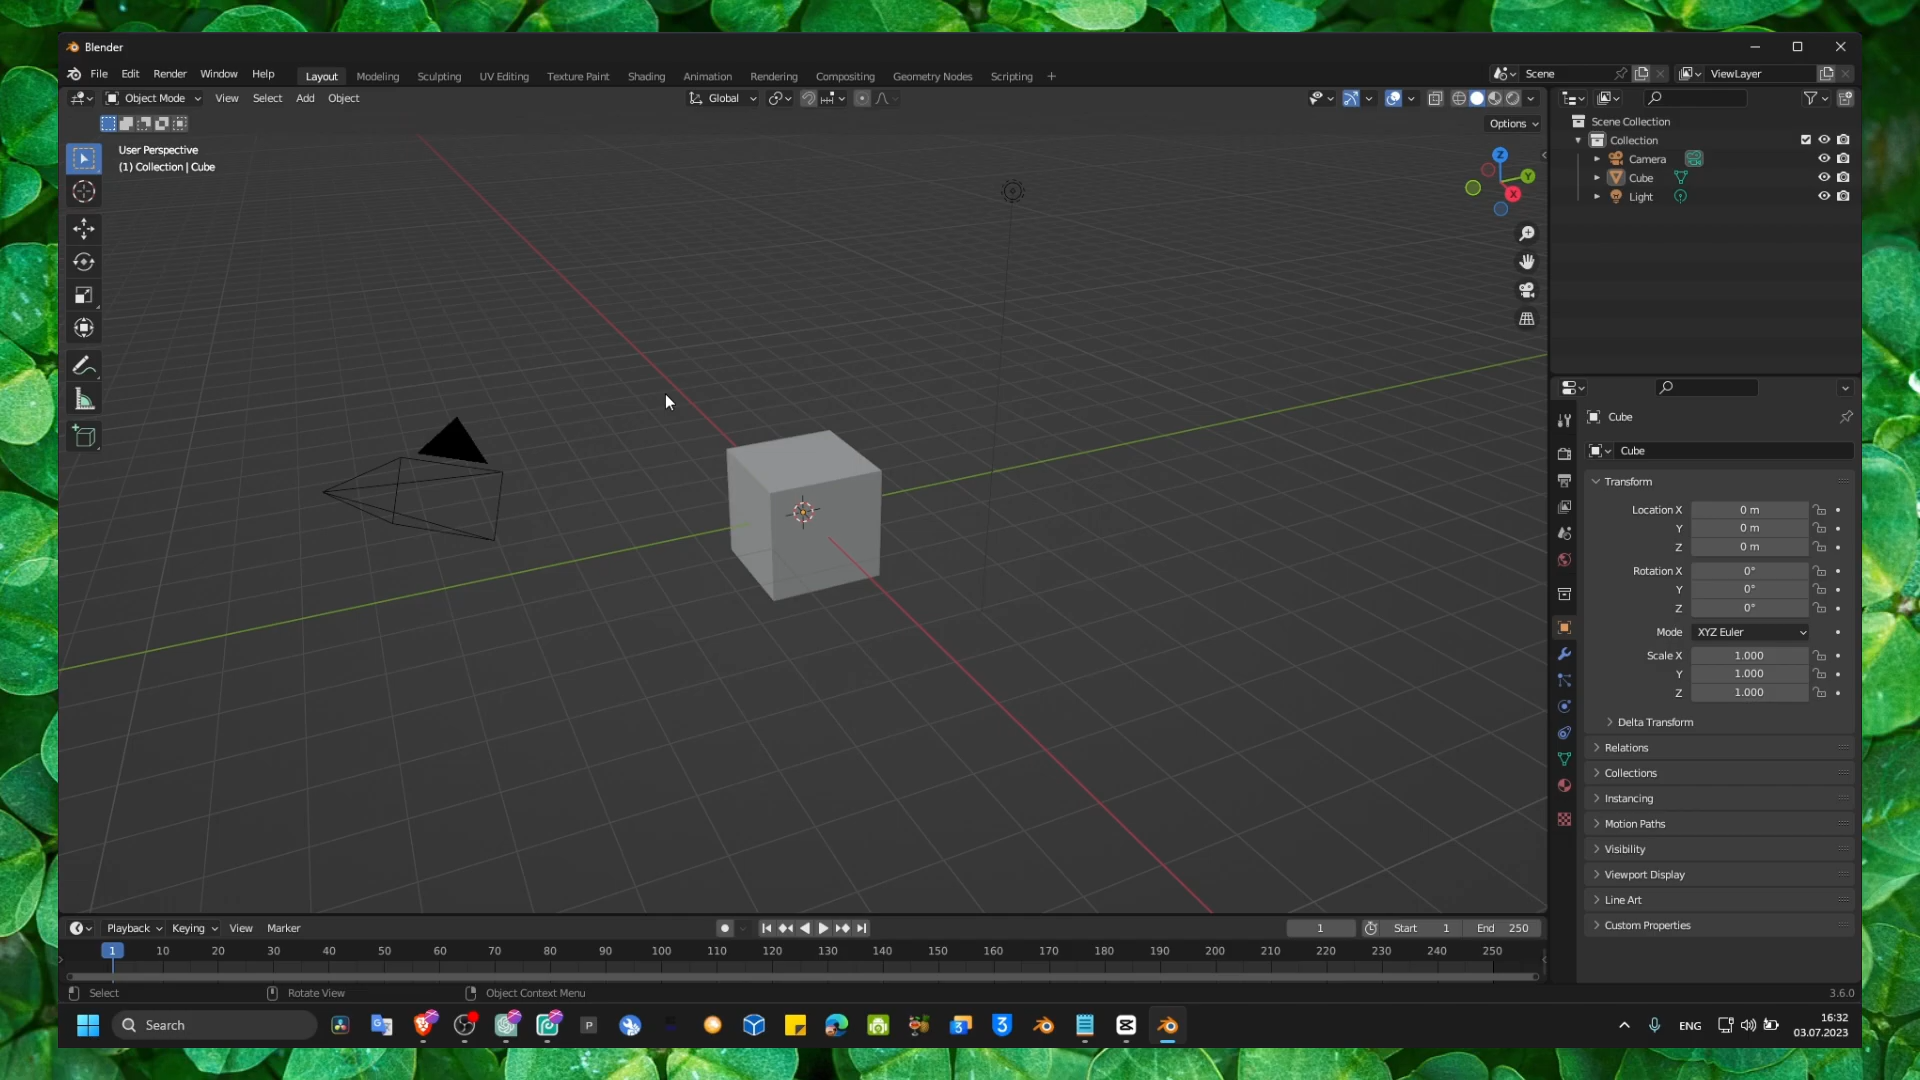 Blender
File Edit Render Window Help Layout Modeling Sculpting UV Editing Texture Paint Shading Animation Rendering Compositing Geometry Nodes Scripting + Scene ViewLayer
Object Mode View Select Add Object Global
Options
User Perspective
(1) Collection | Cube
Z
Y
X
Scene Collection
Collection
Camera
Cube
Light
Cube
Cube
Transform
Location X 0 m
Y 0 m
Z 0 m
Rotation X 0°
Y 0°
Z 0°
Mode XYZ Euler
Scale X 1.000
Y 1.000
Z 1.000
Delta Transform
Relations
Collections
Instancing
Motion Paths
Visibility
Viewport Display
Line Art
Custom Properties
Playback Keying View Marker 1 Start 1 End 250
1 10 20 30 40 50 60 70 80 90 100 110 120 130 140 150 160 170 180 190 200 210 220 230 240 250
Select Rotate View Object Context Menu 3.6.0
Search P 3 3 ENG 16:32
03.07.2023